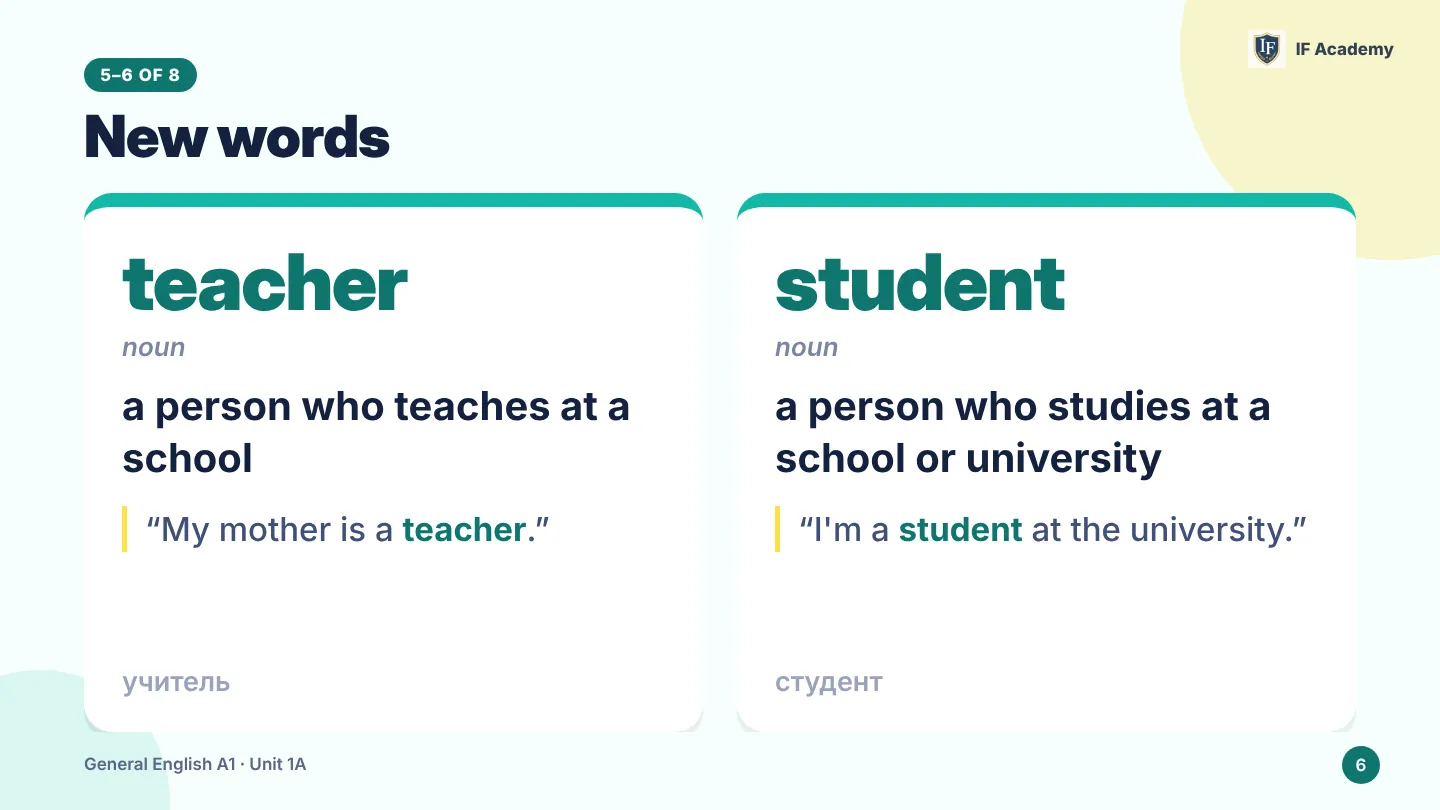 5–6 OF 8
IF
IF Academy
New words
teacher
noun
a person who teaches at a
school
“My mother is a teacher.”
учитель
student
noun
a person who studies at a
school or university
“I'm a student at the university.”
студент
General English A1 · Unit 1A
6